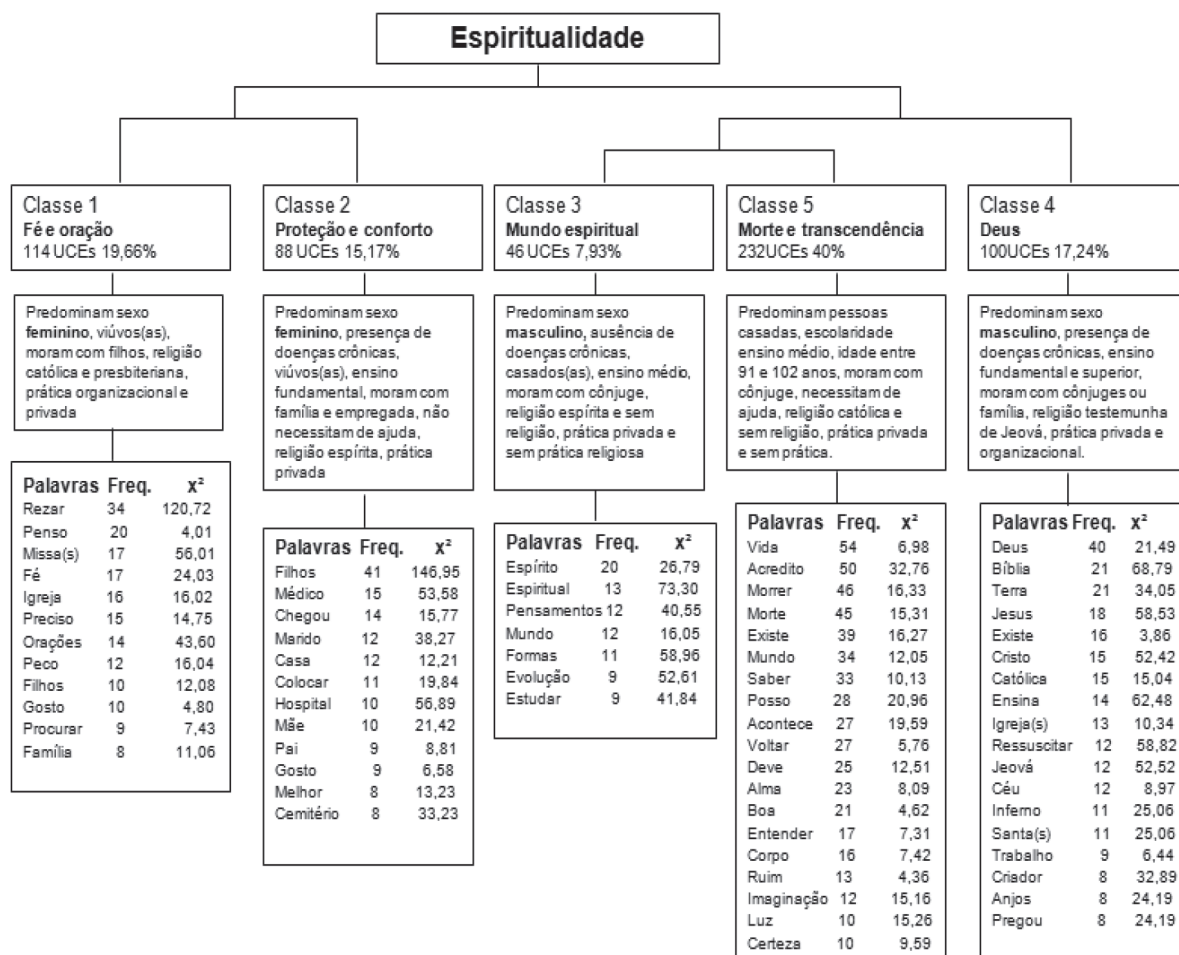 Espiritualidade
Classe 1
Fé e oração
114 UCEs 19,66%
Predominam sexo
feminino, viúvos(as),
moram com filhos, religião
católica e presbiteriana,
prática organizacional e
privada
Palavras Freq. x²
Rezar 34 120,72
Penso 20 4,01
Missa(s) 17 56,01
Fé 17 24,03
Igreja 16 16,02
Preciso 15 14,75
Orações 14 43,60
Peco 12 16,04
Filhos 10 12,08
Gosto 10 4,80
Procurar 9 7,43
Família 8 11,06
Classe 2
Proteção e conforto
88 UCEs 15,17%
Predominam sexo
feminino, presença de
doenças crônicas,
viúvos(as), ensino
fundamental, moram com
família e empregada, não
necessitam de ajuda,
religião espírita, prática
privada
Palavras Freq. x²
Filhos 41 146,95
Médico 15 53,58
Chegou 14 15,77
Marido 12 38,27
Casa 12 12,21
Colocar 11 19,84
Hospital 10 56,89
Mãe 10 21,42
Pai 9 8,81
Gosto 9 6,58
Melhor 8 13,23
Cemitério 8 33,23
Classe 3
Mundo espiritual
46 UCEs 7,93%
Predominam sexo
masculino, ausência de
doenças crônicas,
casados(as), ensino médio,
moram com cônjuge,
religião espírita e sem
religião, prática privada e
sem prática religiosa
Palavras Freq. x²
Espírito 20 26,79
Espiritual 13 73,30
Pensamentos 12 40,55
Mundo 12 16,05
Formas 11 58,96
Evolução 9 52,61
Estudar 9 41,84
Classe 5
Morte e transcendência
232UCEs 40%
Predominam pessoas
casadas, escolaridade
ensino médio, idade entre
91 e 102 anos, moram com
cônjuge, necessitam de
ajuda, religião católica e
sem religião, prática privada
e sem prática.
Palavras Freq. x²
Vida 54 6,98
Acredito 50 32,76
Morrer 46 16,33
Morte 45 15,31
Existe 39 16,27
Mundo 34 12,05
Saber 33 10,13
Posso 28 20,96
Acontece 27 19,59
Voltar 27 5,76
Deve 25 12,51
Alma 23 8,09
Boa 21 4,62
Entender 17 7,31
Corpo 16 7,42
Ruim 13 4,36
Imaginação 12 15,16
Luz 10 15,26
Certeza 10 9,59
Classe 4
Deus
100UCEs 17,24%
Predominam sexo
masculino, presença de
doenças crônicas, ensino
fundamental e superior,
moram com cônjuges ou
família, religião testemunha
de Jeová, prática privada e
organizacional.
Palavras Freq. x²
Deus 40 21,49
Bíblia 21 68,79
Terra 21 34,05
Jesus 18 58,53
Existe 16 3,86
Cristo 15 52,42
Católica 15 15,04
Ensina 14 62,48
Igreja(s) 13 10,34
Ressuscitar 12 58,82
Jeová 12 52,52
Céu 12 8,97
Inferno 11 25,06
Santa(s) 11 25,06
Trabalho 9 6,44
Criador 8 32,89
Anjos 8 24,19
Pregou 8 24,19